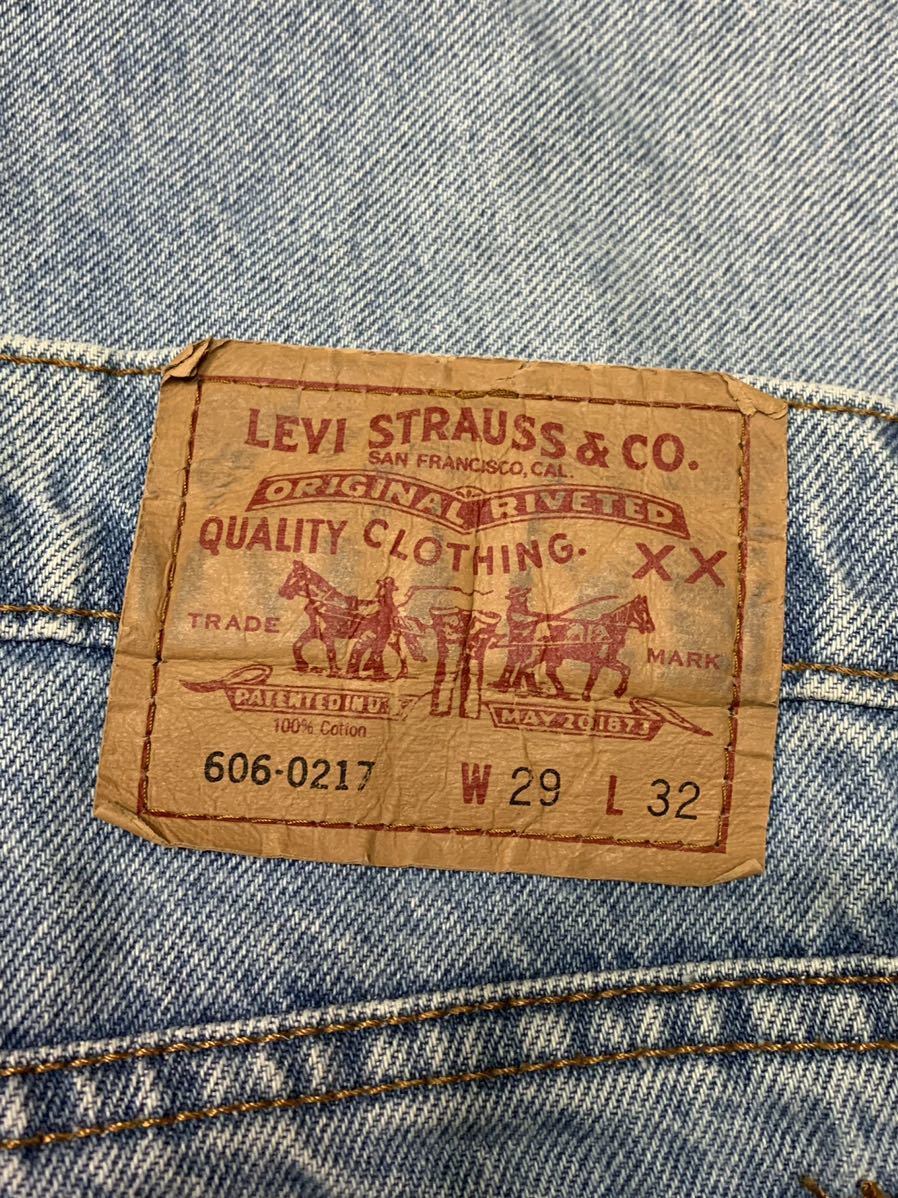 LEVI STRAUSS & CO.
SAN FRANCISCO, CAL.
ORIGINAL RIVETED
QUALITY CLOTHING. XX
TRADE MARK
PATENTED IN U.S. MAY 20 1873
100% Cotton
606-0217 W 29 L 32